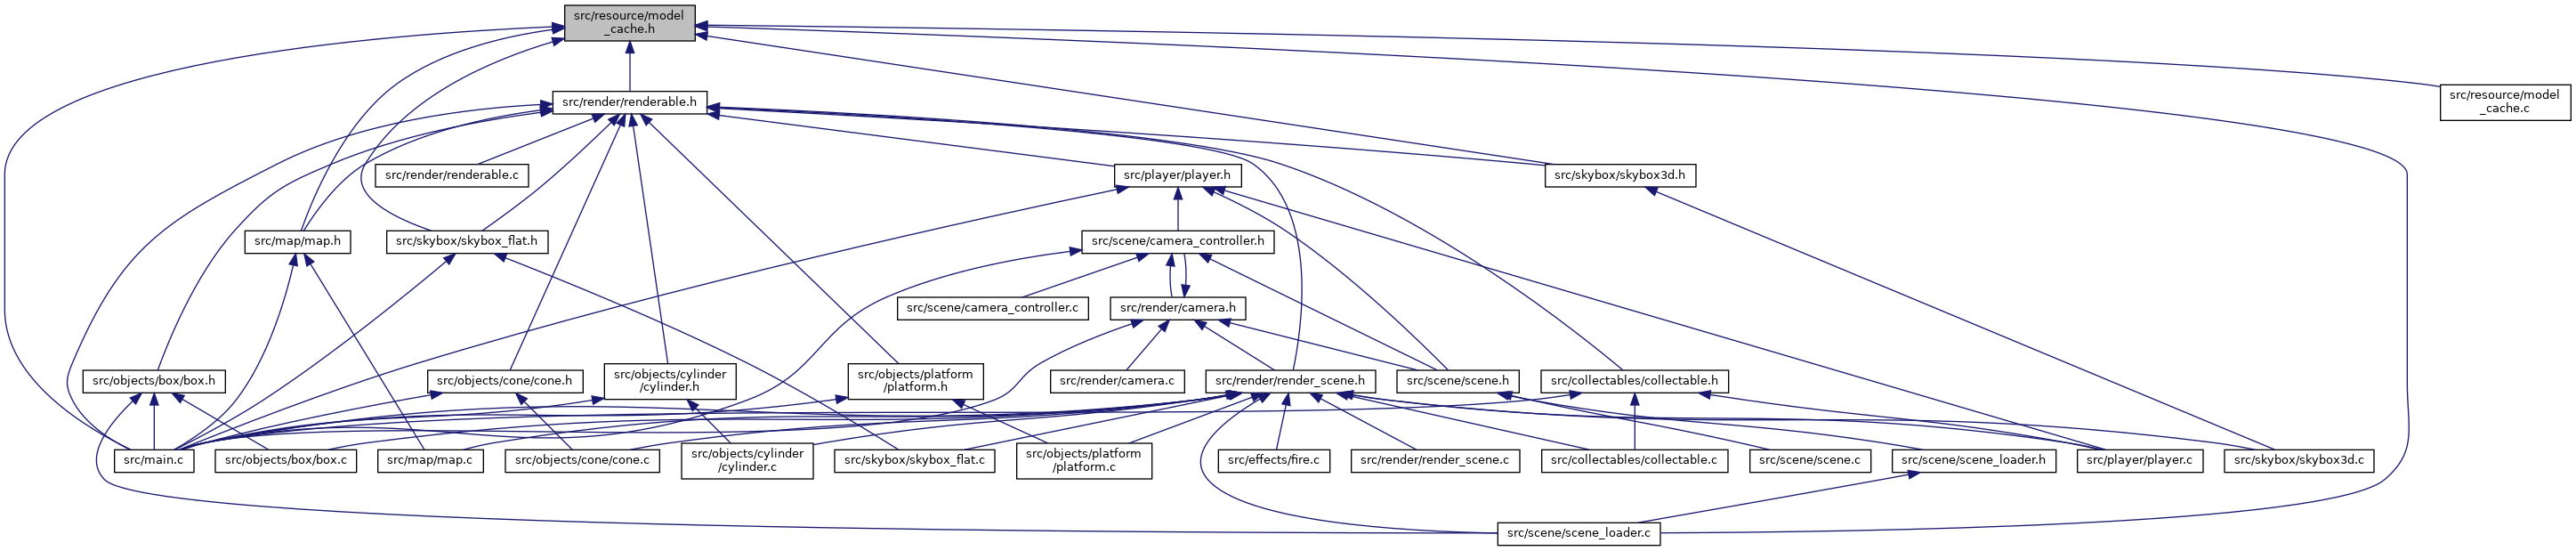 src/resource/model
_cache.h
src/render/renderable.h
src/resource/model
_cache.c
src/render/renderable.c
src/player/player.h
src/skybox/skybox3d.h
src/map/map.h
src/skybox/skybox_flat.h
src/scene/camera_controller.h
src/scene/camera_controller.c
src/render/camera.h
src/objects/box/box.h
src/objects/cone/cone.h
src/objects/cylinder
/cylinder.h
src/objects/platform
/platform.h
src/render/camera.c
src/render/render_scene.h
src/scene/scene.h
src/collectables/collectable.h
src/main.c
src/objects/box/box.c
src/map/map.c
src/objects/cone/cone.c
src/objects/cylinder
/cylinder.c
src/skybox/skybox_flat.c
src/objects/platform
/platform.c
src/effects/fire.c
src/render/render_scene.c
src/collectables/collectable.c
src/scene/scene.c
src/scene/scene_loader.h
src/player/player.c
src/skybox/skybox3d.c
src/scene/scene_loader.c